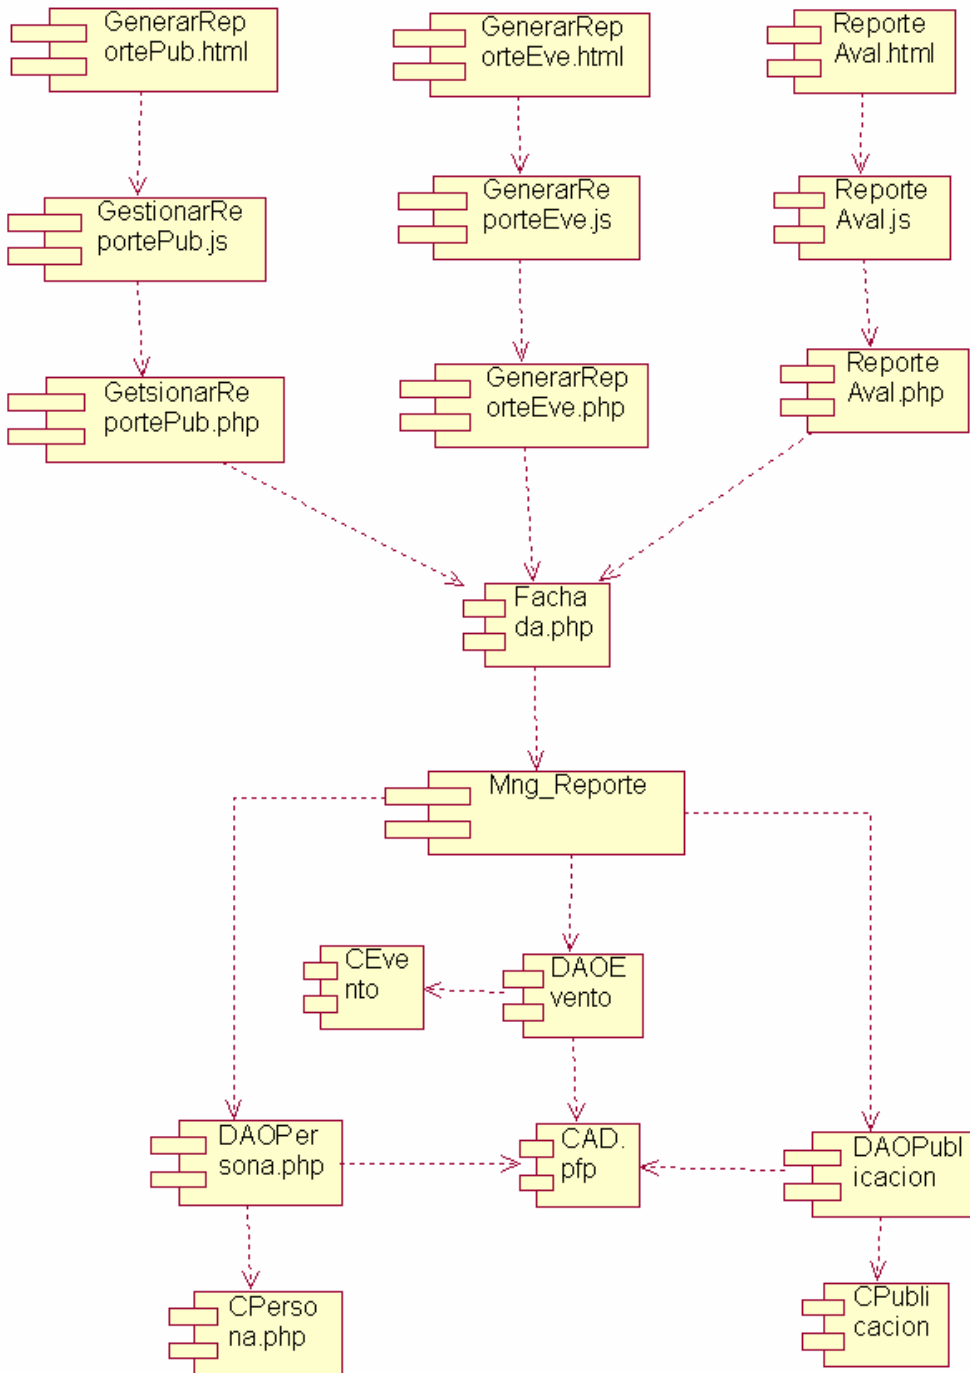 GenerarRep
ortePub.html
GenerarRep
orteEve.html
Reporte
Aval.html
GestionarRe
portePub.js
GenerarRe
porteEve.js
Reporte
Aval.js
GetsionarRe
portePub.php
GenerarRep
orteEve.php
Reporte
Aval.php
Facha
da.php
Mng_Reporte
CEve
nto
DAOE
vento
DAOPer
sona.php
CAD.
pfp
DAOPubl
icacion
CPerso
na.php
CPubli
cacion